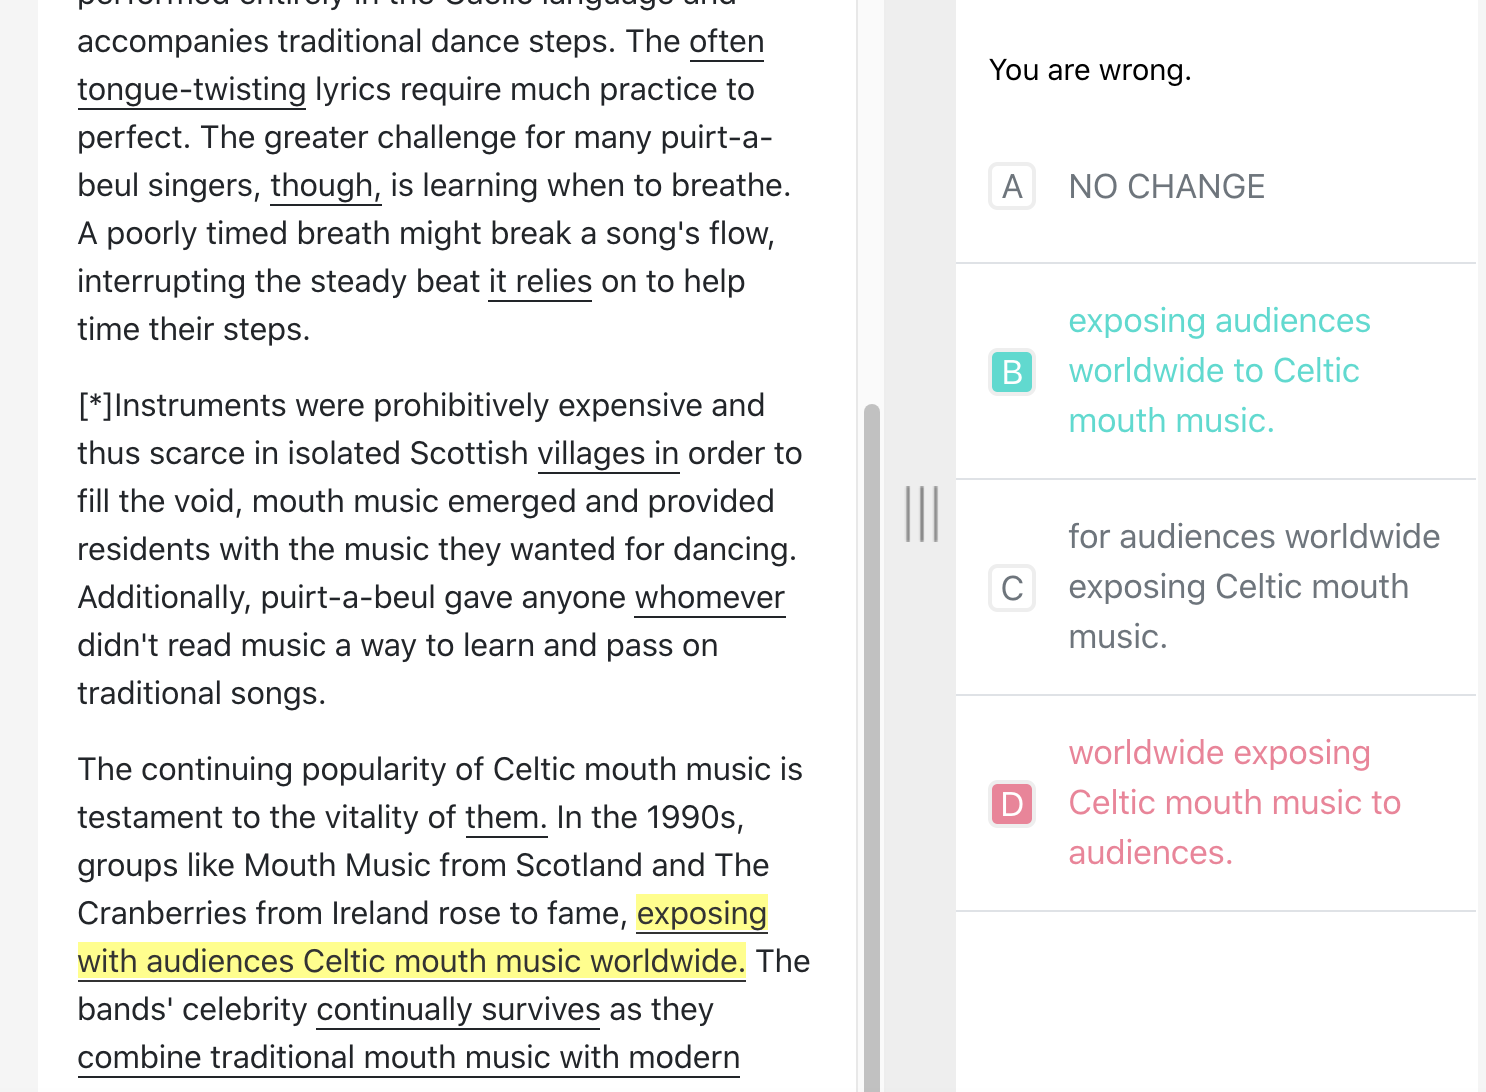 performed entirely in the Gaelic language and
accompanies traditional dance steps. The often
tongue-twisting lyrics require much practice to
perfect. The greater challenge for many puirt-a-
beul singers, though, is learning when to breathe.
A poorly timed breath might break a song's flow,
interrupting the steady beat it relies on to help
time their steps.
[*]Instruments were prohibitively expensive and
thus scarce in isolated Scottish villages in order to
fill the void, mouth music emerged and provided
residents with the music they wanted for dancing.
Additionally, puirt-a-beul gave anyone whomever
didn't read music a way to learn and pass on
traditional songs.
The continuing popularity of Celtic mouth music is
testament to the vitality of them. In the 1990s,
groups like Mouth Music from Scotland and The
Cranberries from Ireland rose to fame, exposing
with audiences Celtic mouth music worldwide. The
bands' celebrity continually survives as they
combine traditional mouth music with modern
You are wrong.
A NO CHANGE
B exposing audiences
worldwide to Celtic
mouth music.
C for audiences worldwide
exposing Celtic mouth
music.
D worldwide exposing
Celtic mouth music to
audiences.